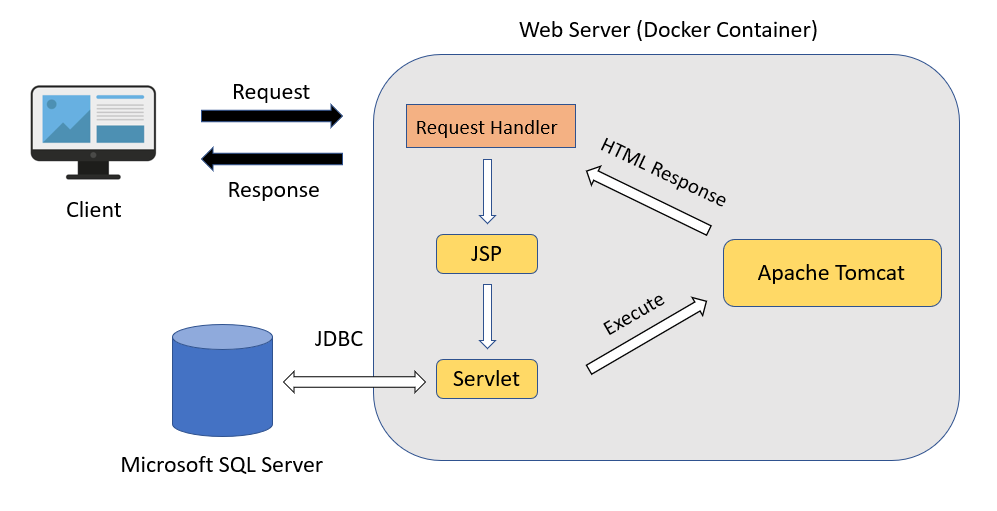 Web Server (Docker Container)
Request
Request Handler
HTML Response
Response
Client
JSP
Apache Tomcat
Execute
JDBC
Servlet
Microsoft SQL Server